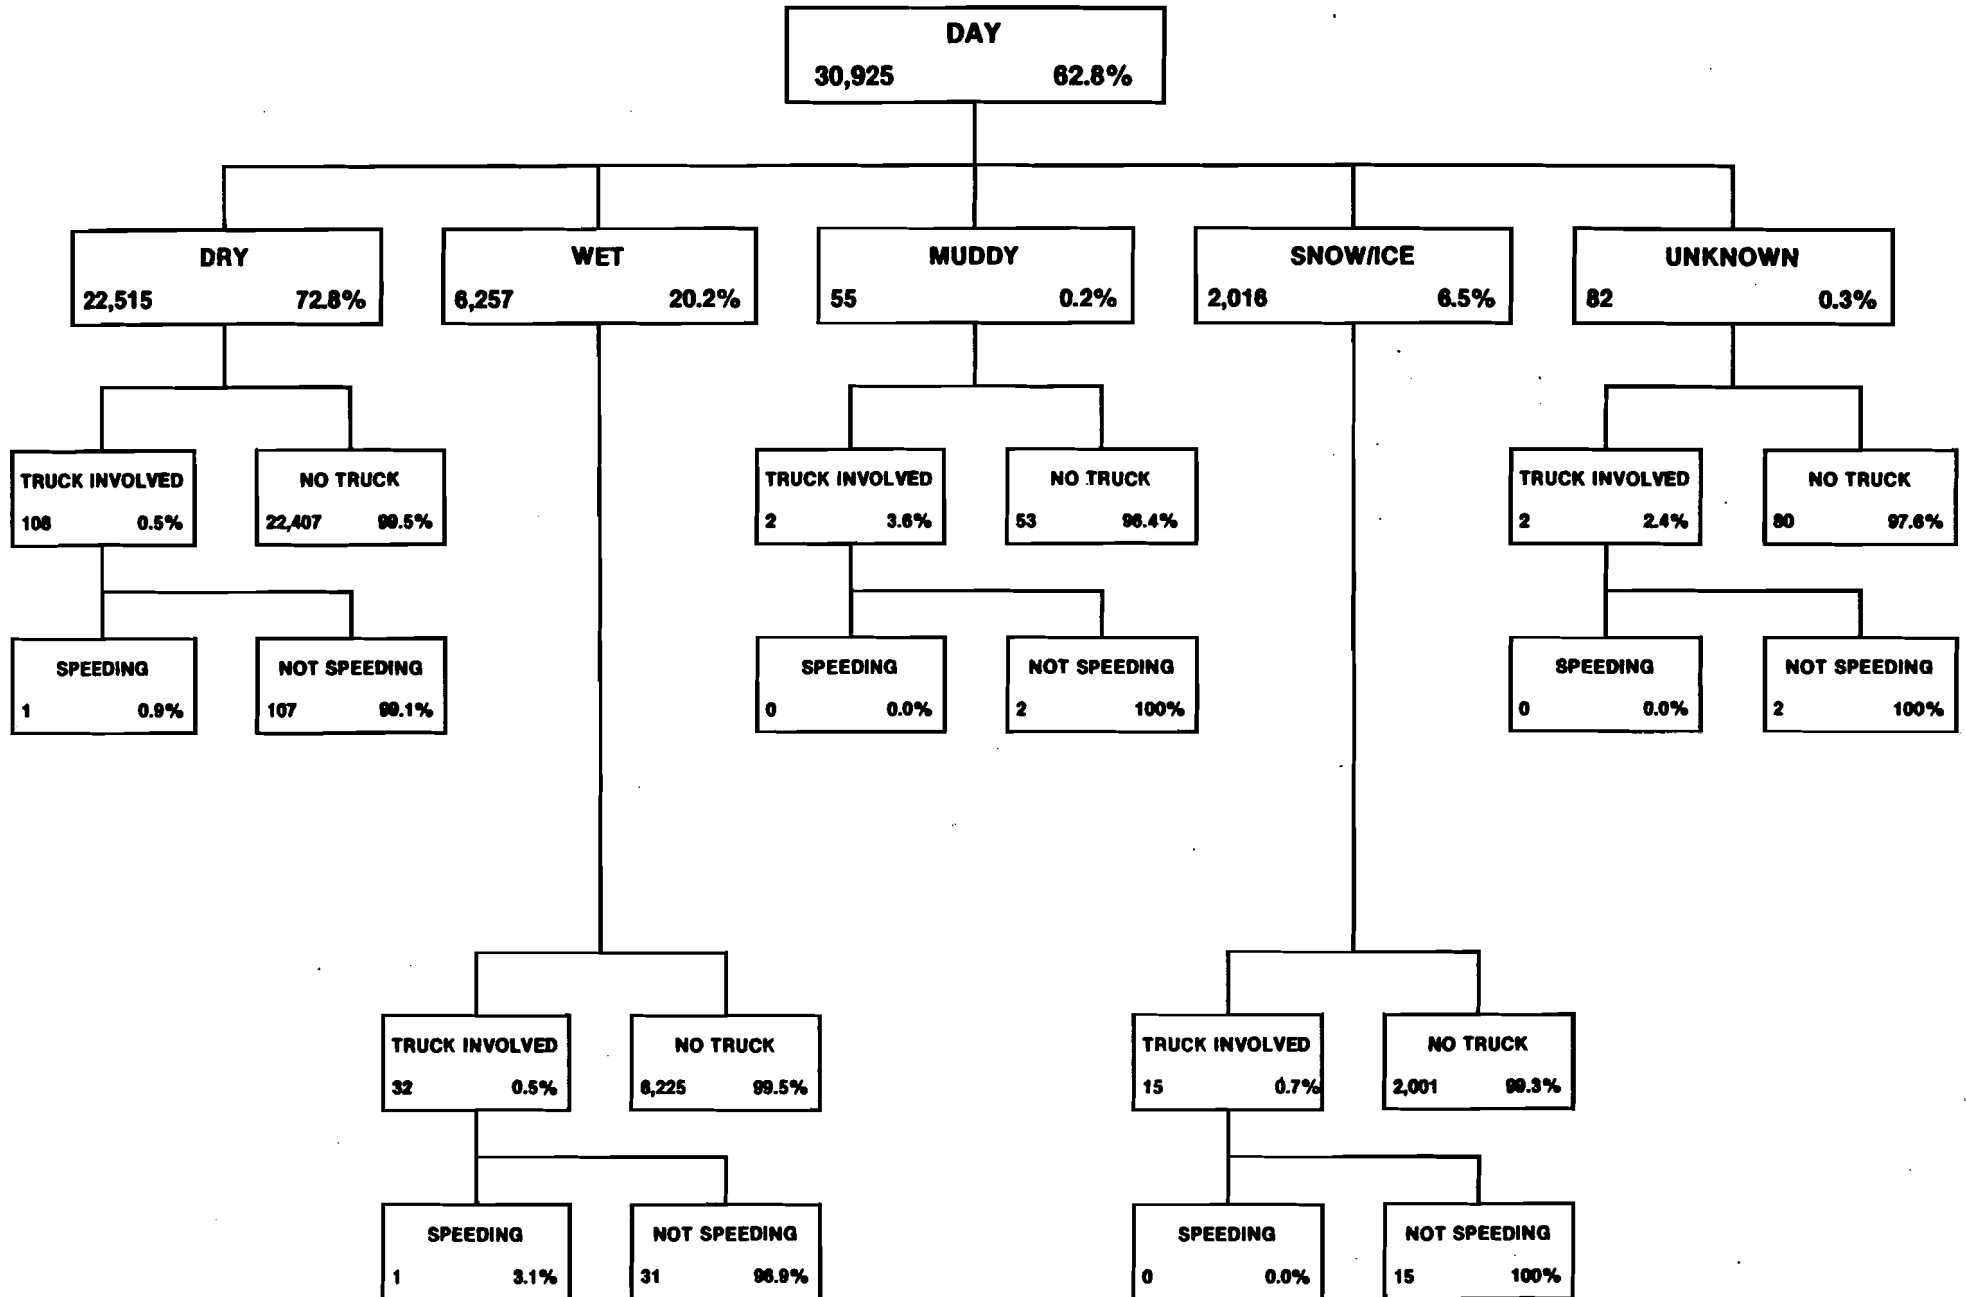 DAY
30,925 62.8%
DRY
22,515 72.8%
WET
6,257 20.2%
MUDDY
55 0.2%
SNOW/ICE
2,016 6.5%
UNKNOWN
82 0.3%
TRUCK INVOLVED
108 0.5%
NO TRUCK
22,407 99.5%
TRUCK INVOLVED
2 3.6%
NO TRUCK
53 96.4%
TRUCK INVOLVED
2 2.4%
NO TRUCK
80 97.6%
SPEEDING
1 0.9%
NOT SPEEDING
107 99.1%
SPEEDING
0 0.0%
NOT SPEEDING
2 100%
SPEEDING
0 0.0%
NOT SPEEDING
2 100%
TRUCK INVOLVED
32 0.5%
NO TRUCK
6,225 99.5%
TRUCK INVOLVED
15 0.7%
NO TRUCK
2,001 99.3%
SPEEDING
1 3.1%
NOT SPEEDING
31 96.9%
SPEEDING
0 0.0%
NOT SPEEDING
15 100%